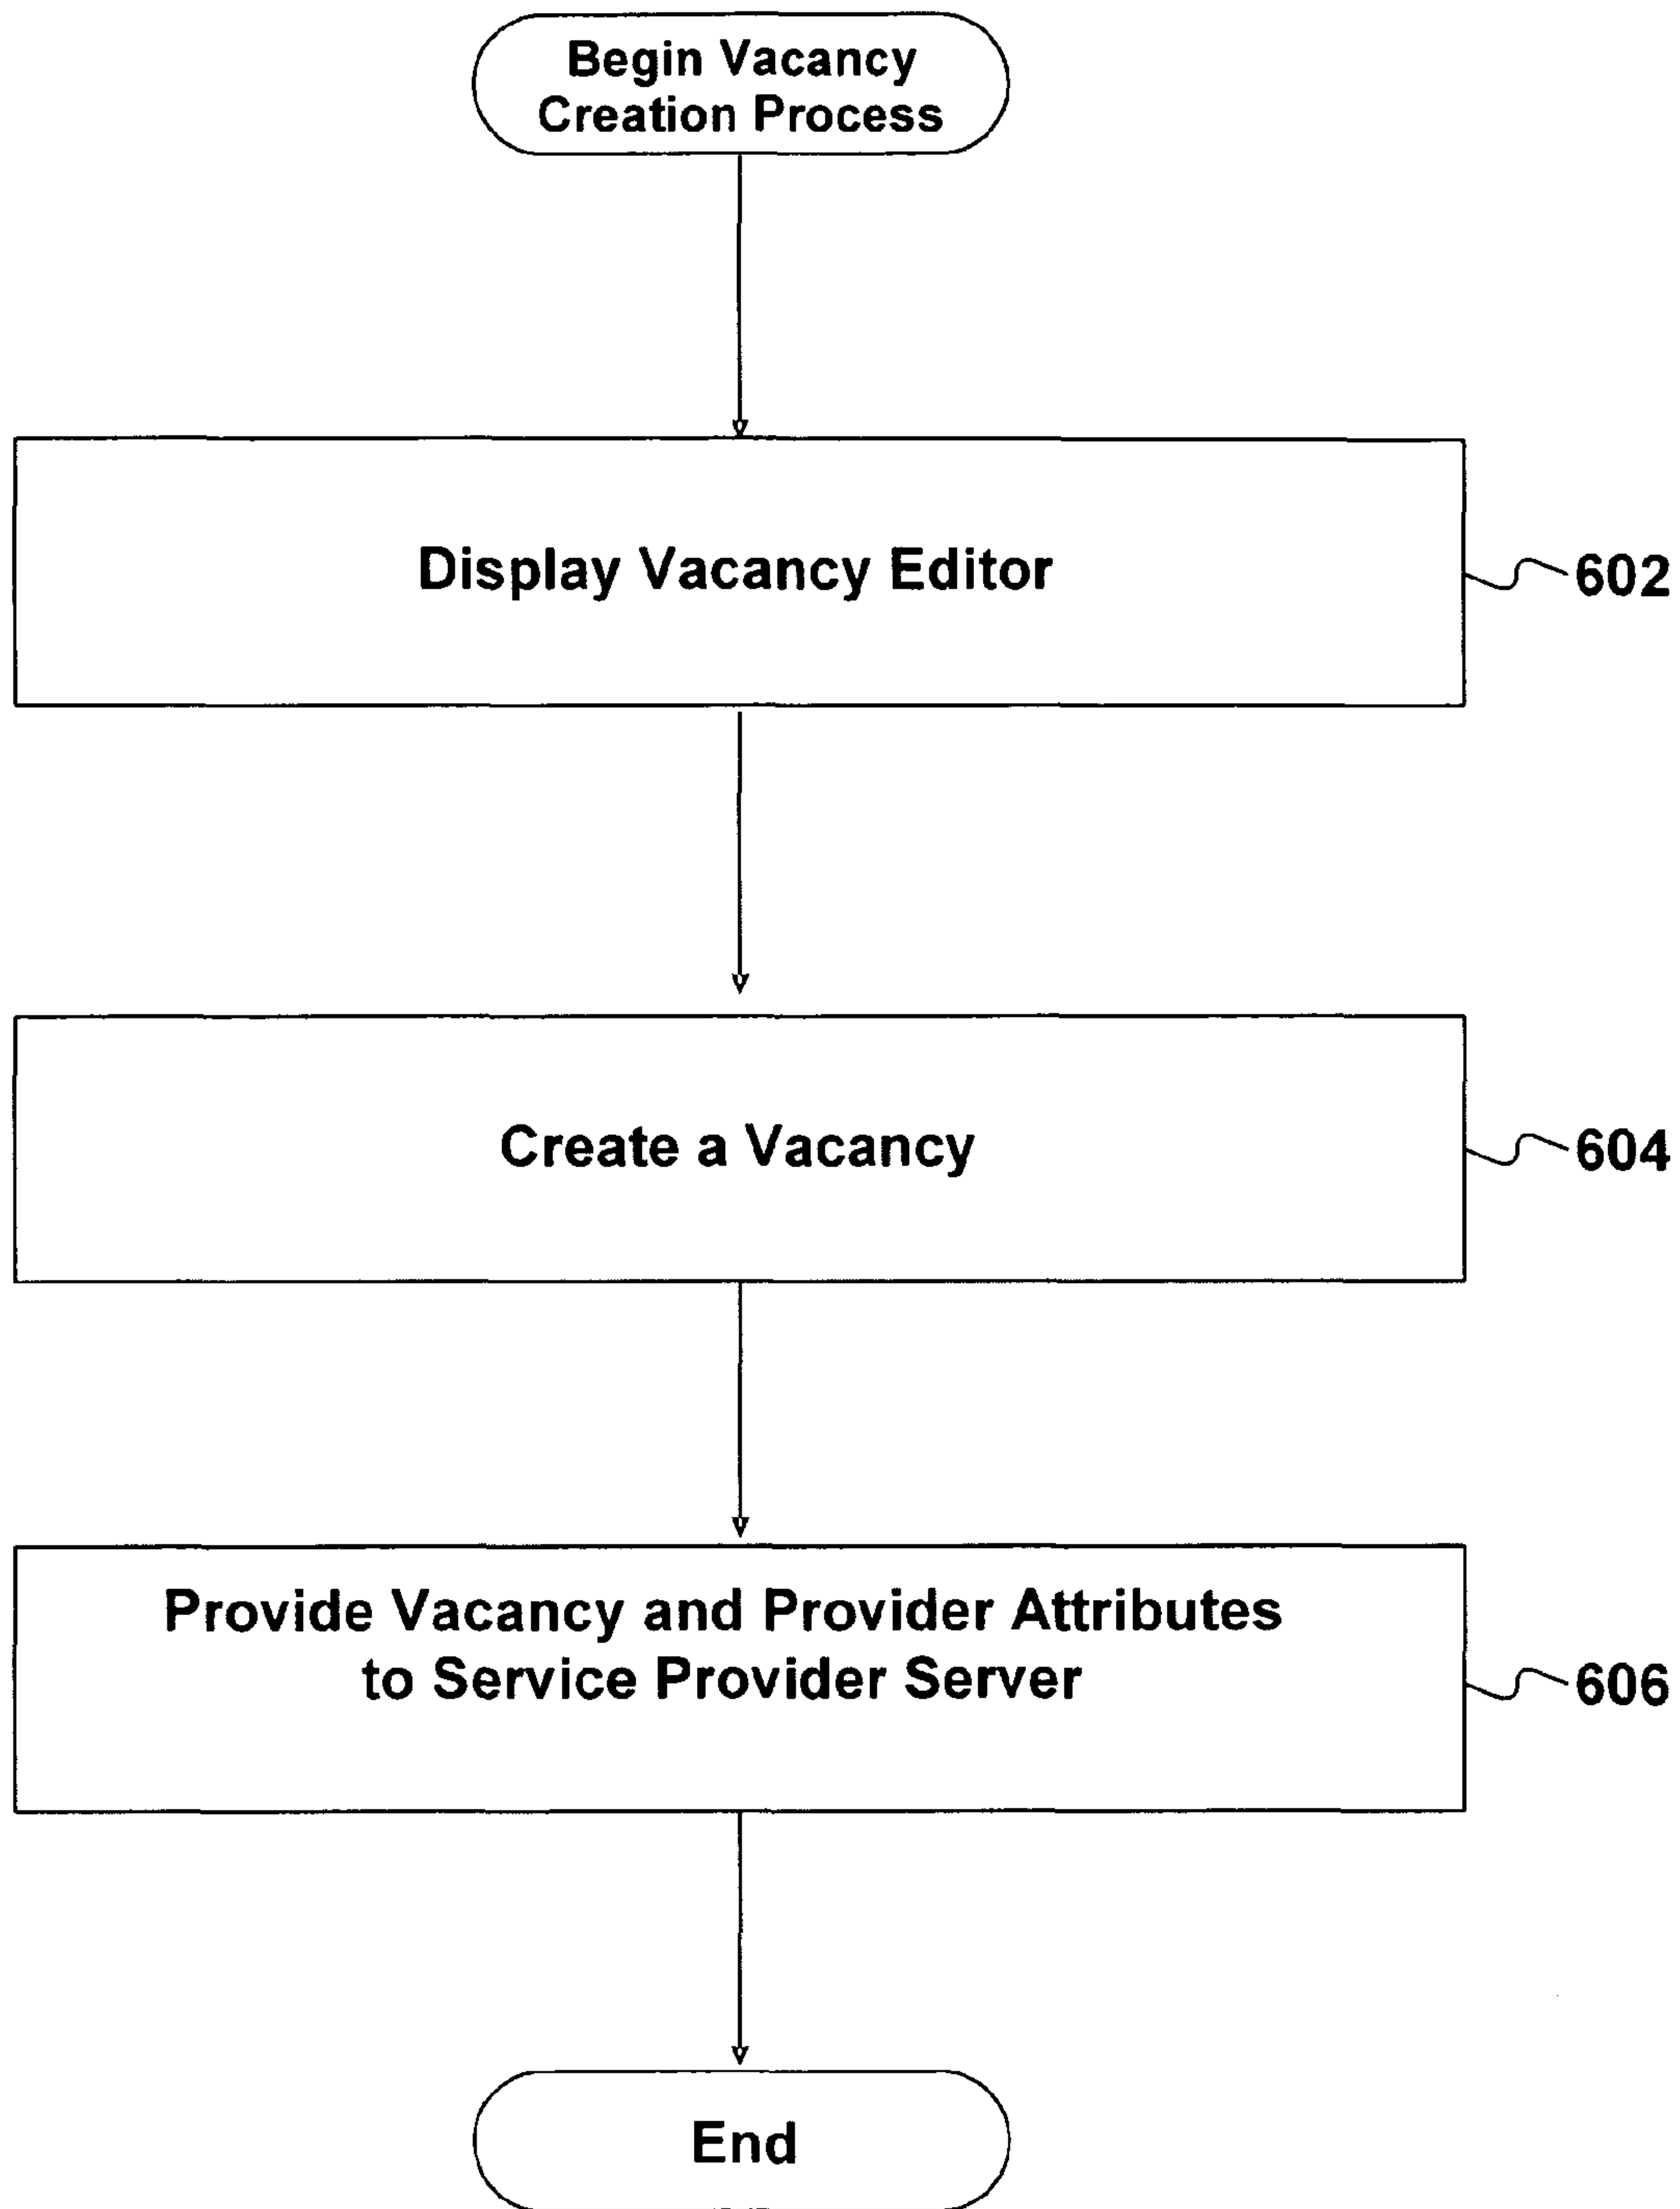 Begin Vacancy
Creation Process
Display Vacancy Editor
602
Create a Vacancy
604
Provide Vacancy and Provider Attributes
to Service Provider Server
606
End